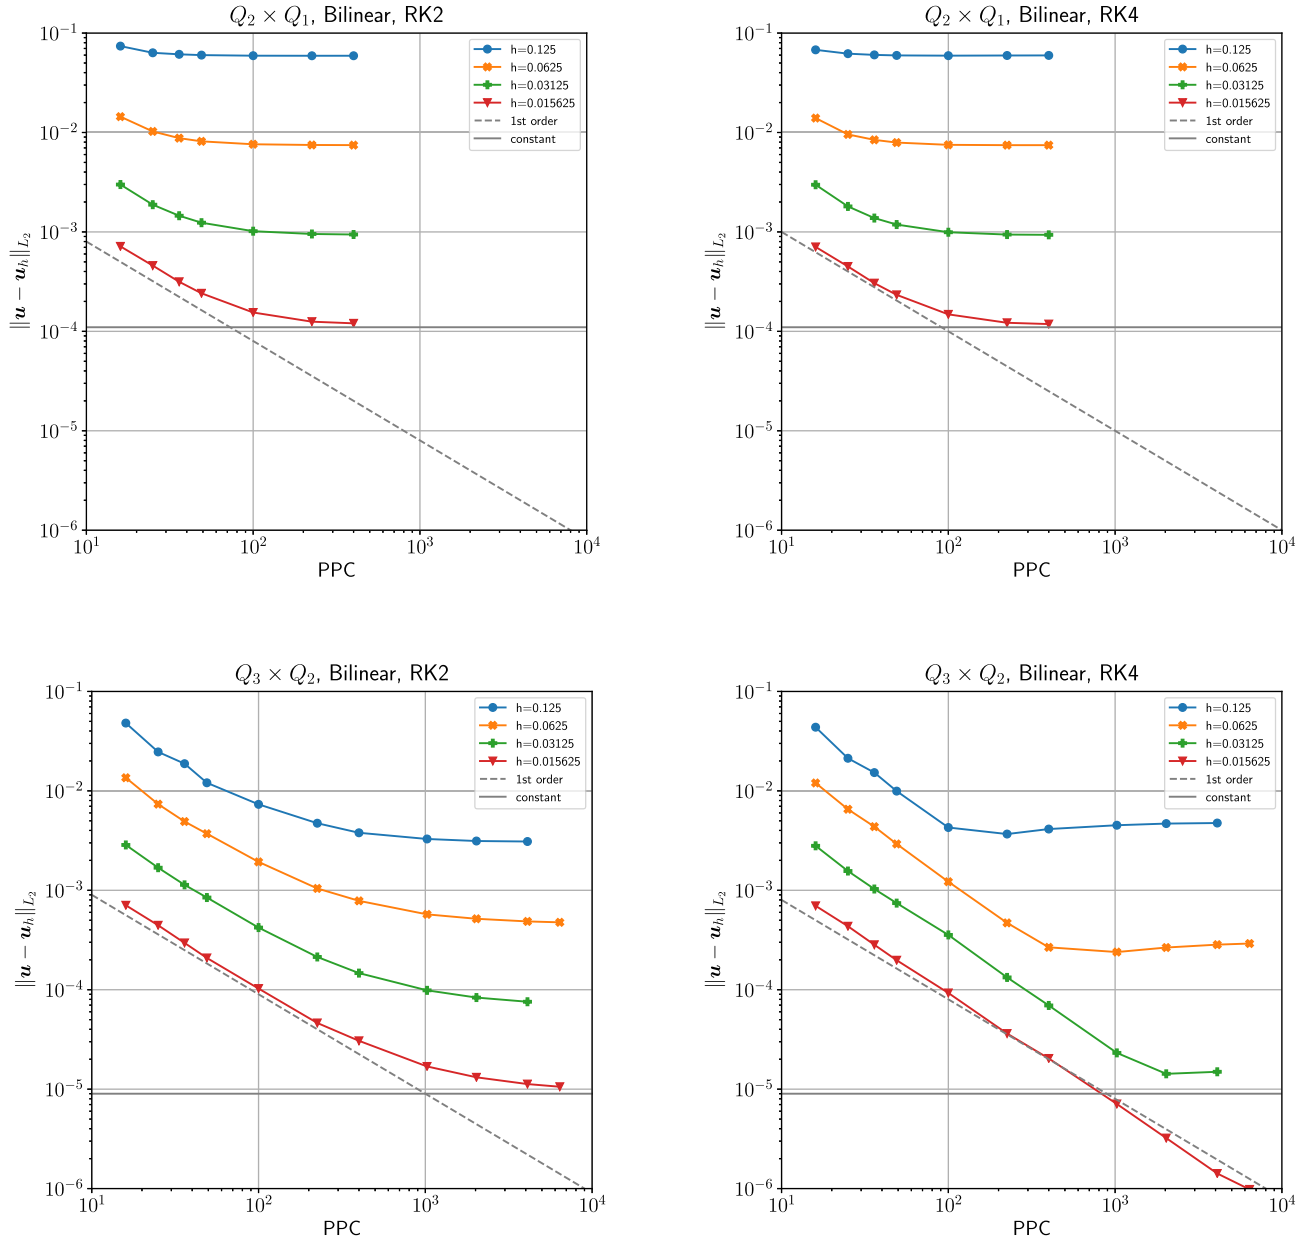 Q₂ × Q₁, Bilinear, RK2
10⁻¹
10⁻²
10⁻³
10⁻⁴
10⁻⁵
10⁻⁶
‖u − u_h‖_{L₂}
h=0.125
h=0.0625
h=0.03125
h=0.015625
1st order
constant
10¹
10²
10³
10⁴
PPC
Q₂ × Q₁, Bilinear, RK4
10⁻¹
10⁻²
10⁻³
10⁻⁴
10⁻⁵
10⁻⁶
‖u − u_h‖_{L₂}
h=0.125
h=0.0625
h=0.03125
h=0.015625
1st order
constant
10¹
10²
10³
10⁴
PPC
Q₃ × Q₂, Bilinear, RK2
10⁻¹
10⁻²
10⁻³
10⁻⁴
10⁻⁵
10⁻⁶
‖u − u_h‖_{L₂}
h=0.125
h=0.0625
h=0.03125
h=0.015625
1st order
constant
10¹
10²
10³
10⁴
PPC
Q₃ × Q₂, Bilinear, RK4
10⁻¹
10⁻²
10⁻³
10⁻⁴
10⁻⁵
10⁻⁶
‖u − u_h‖_{L₂}
h=0.125
h=0.0625
h=0.03125
h=0.015625
1st order
constant
10¹
10²
10³
10⁴
PPC